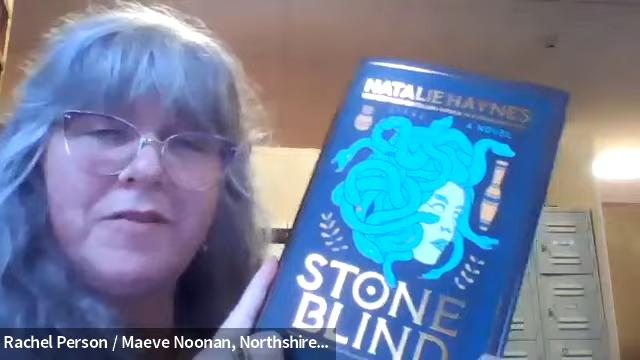 NATALIE HAYNES
A NOVEL
STONE
BLIND
Rachel Person / Maeve Noonan, Northshire...